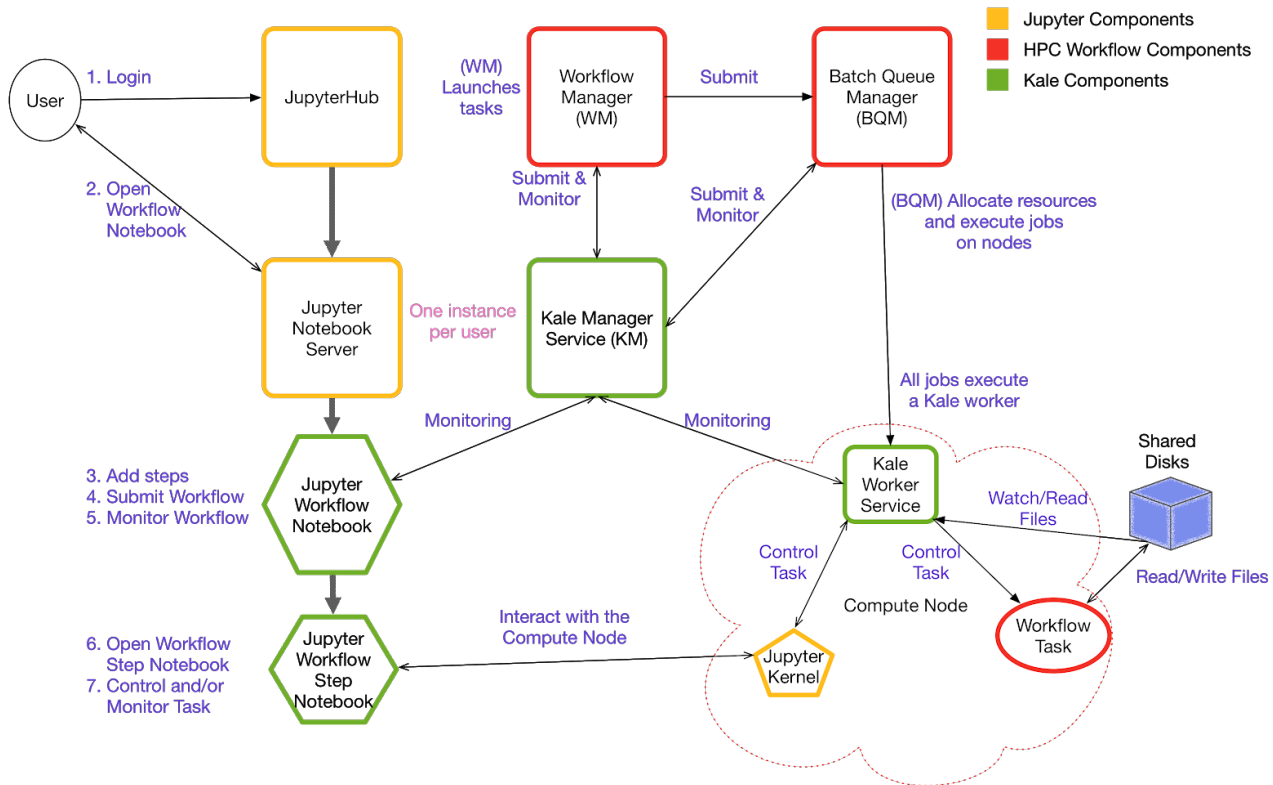 Jupyter Components
HPC Workflow Components
Kale Components
User
1. Login
JupyterHub
(WM)
Launches
tasks
Workflow
Manager
(WM)
Submit
Batch Queue
Manager
(BQM)
2. Open
Workflow
Notebook
Submit &
Monitor
Submit &
Monitor
(BQM) Allocate resources
and execute jobs
on nodes
Jupyter
Notebook
Server
One instance
per user
Kale Manager
Service (KM)
All jobs execute
a Kale worker
Monitoring
Monitoring
Shared
Disks
3. Add steps
4. Submit Workflow
5. Monitor Workflow
Jupyter
Workflow
Notebook
Kale
Worker
Service
Watch/Read
Files
Control
Task
Control
Task
Read/Write Files
Compute Node
Interact with the
Compute Node
Workflow
Task
6. Open Workflow
Step Notebook
7. Control and/or
Monitor Task
Jupyter
Workflow
Step
Notebook
Jupyter
Kernel